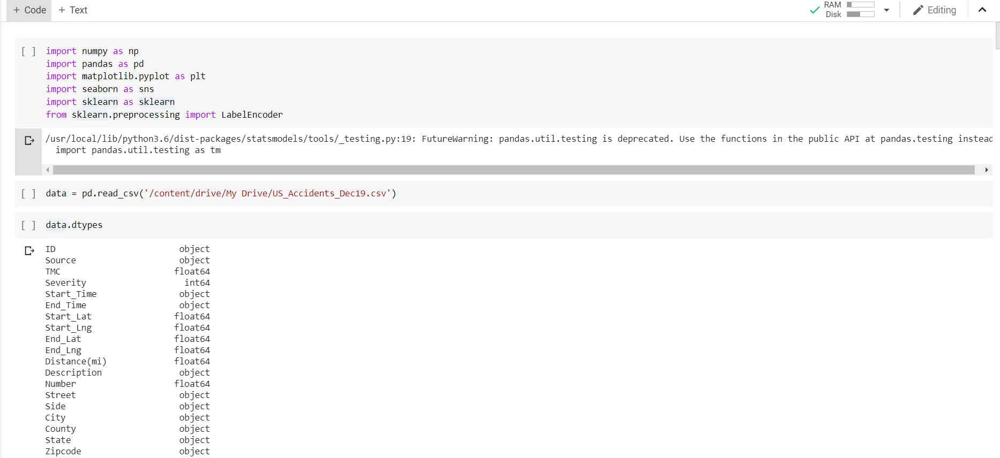 + Code + Text RAM Disk Editing
[ ] import numpy as np
import pandas as pd
import matplotlib.pyplot as plt
import seaborn as sns
import sklearn as sklearn
from sklearn.preprocessing import LabelEncoder
/usr/local/lib/python3.6/dist-packages/statsmodels/tools/_testing.py:19: FutureWarning: pandas.util.testing is deprecated. Use the functions in the public API at pandas.testing instead
import pandas.util.testing as tm
[ ] data = pd.read_csv('/content/drive/My Drive/US_Accidents_Dec19.csv')
[ ] data.dtypes
ID object
Source object
TMC float64
Severity int64
Start_Time object
End_Time object
Start_Lat float64
Start_Lng float64
End_Lat float64
End_Lng float64
Distance(mi) float64
Description object
Number float64
Street object
Side object
City object
County object
State object
Zipcode object